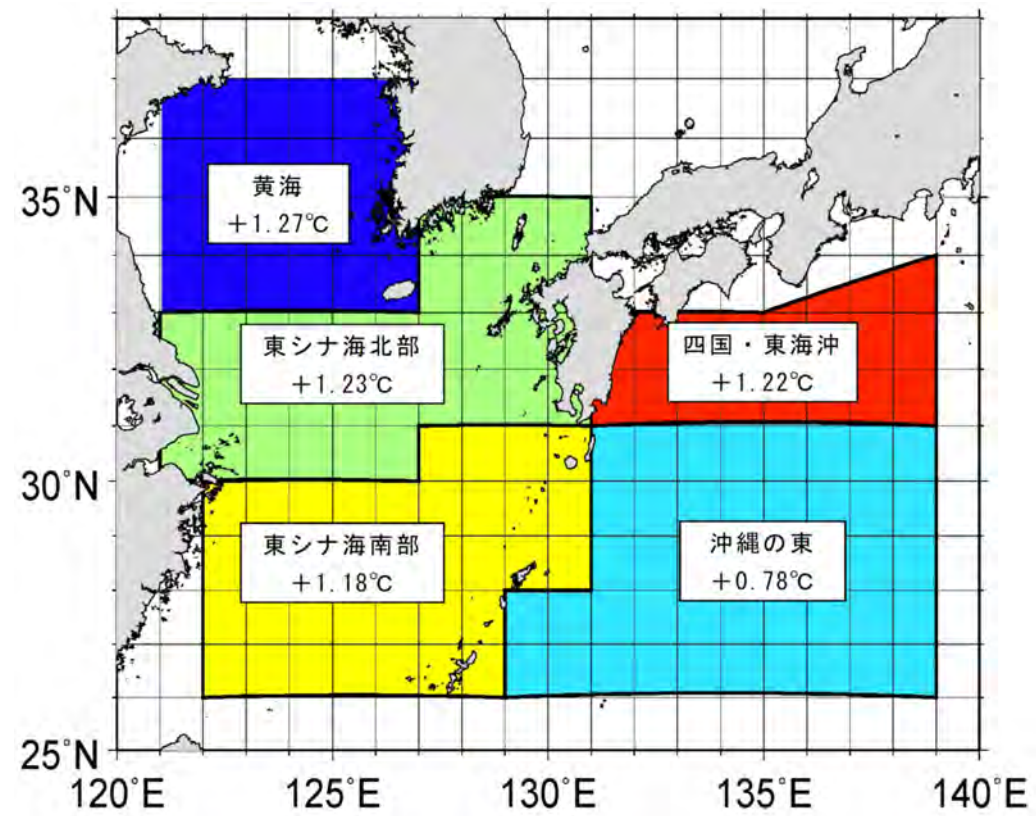 35°N
30°N
25°N
120°E
125°E
130°E
135°E
140°E
黄海
+1.27℃
東シナ海北部
+1.23℃
四国・東海沖
+1.22℃
東シナ海南部
+1.18℃
沖縄の東
+0.78℃